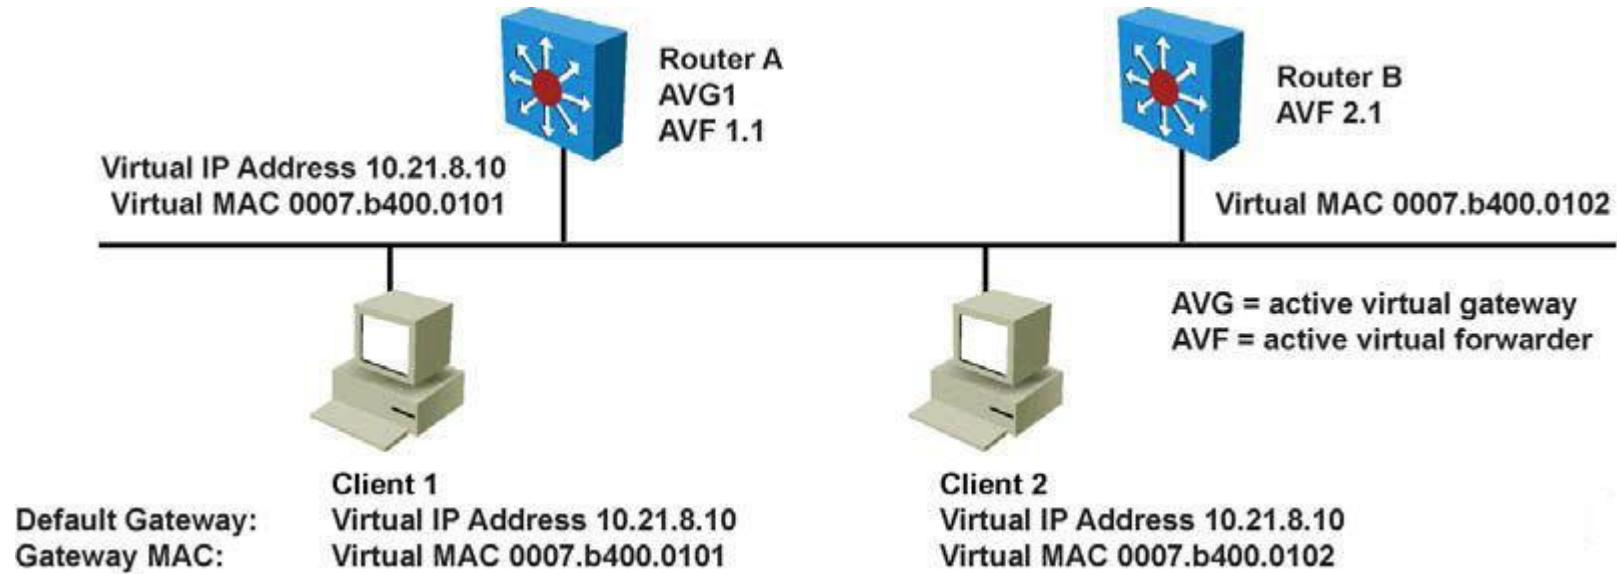 Router A
AVG1
AVF 1.1
Router B
AVF 2.1
Virtual IP Address 10.21.8.10
Virtual MAC 0007.b400.0101
Virtual MAC 0007.b400.0102
AVG = active virtual gateway
AVF = active virtual forwarder
Client 1
Client 2
Default Gateway: Virtual IP Address 10.21.8.10 Virtual IP Address 10.21.8.10
Gateway MAC: Virtual MAC 0007.b400.0101 Virtual MAC 0007.b400.0102